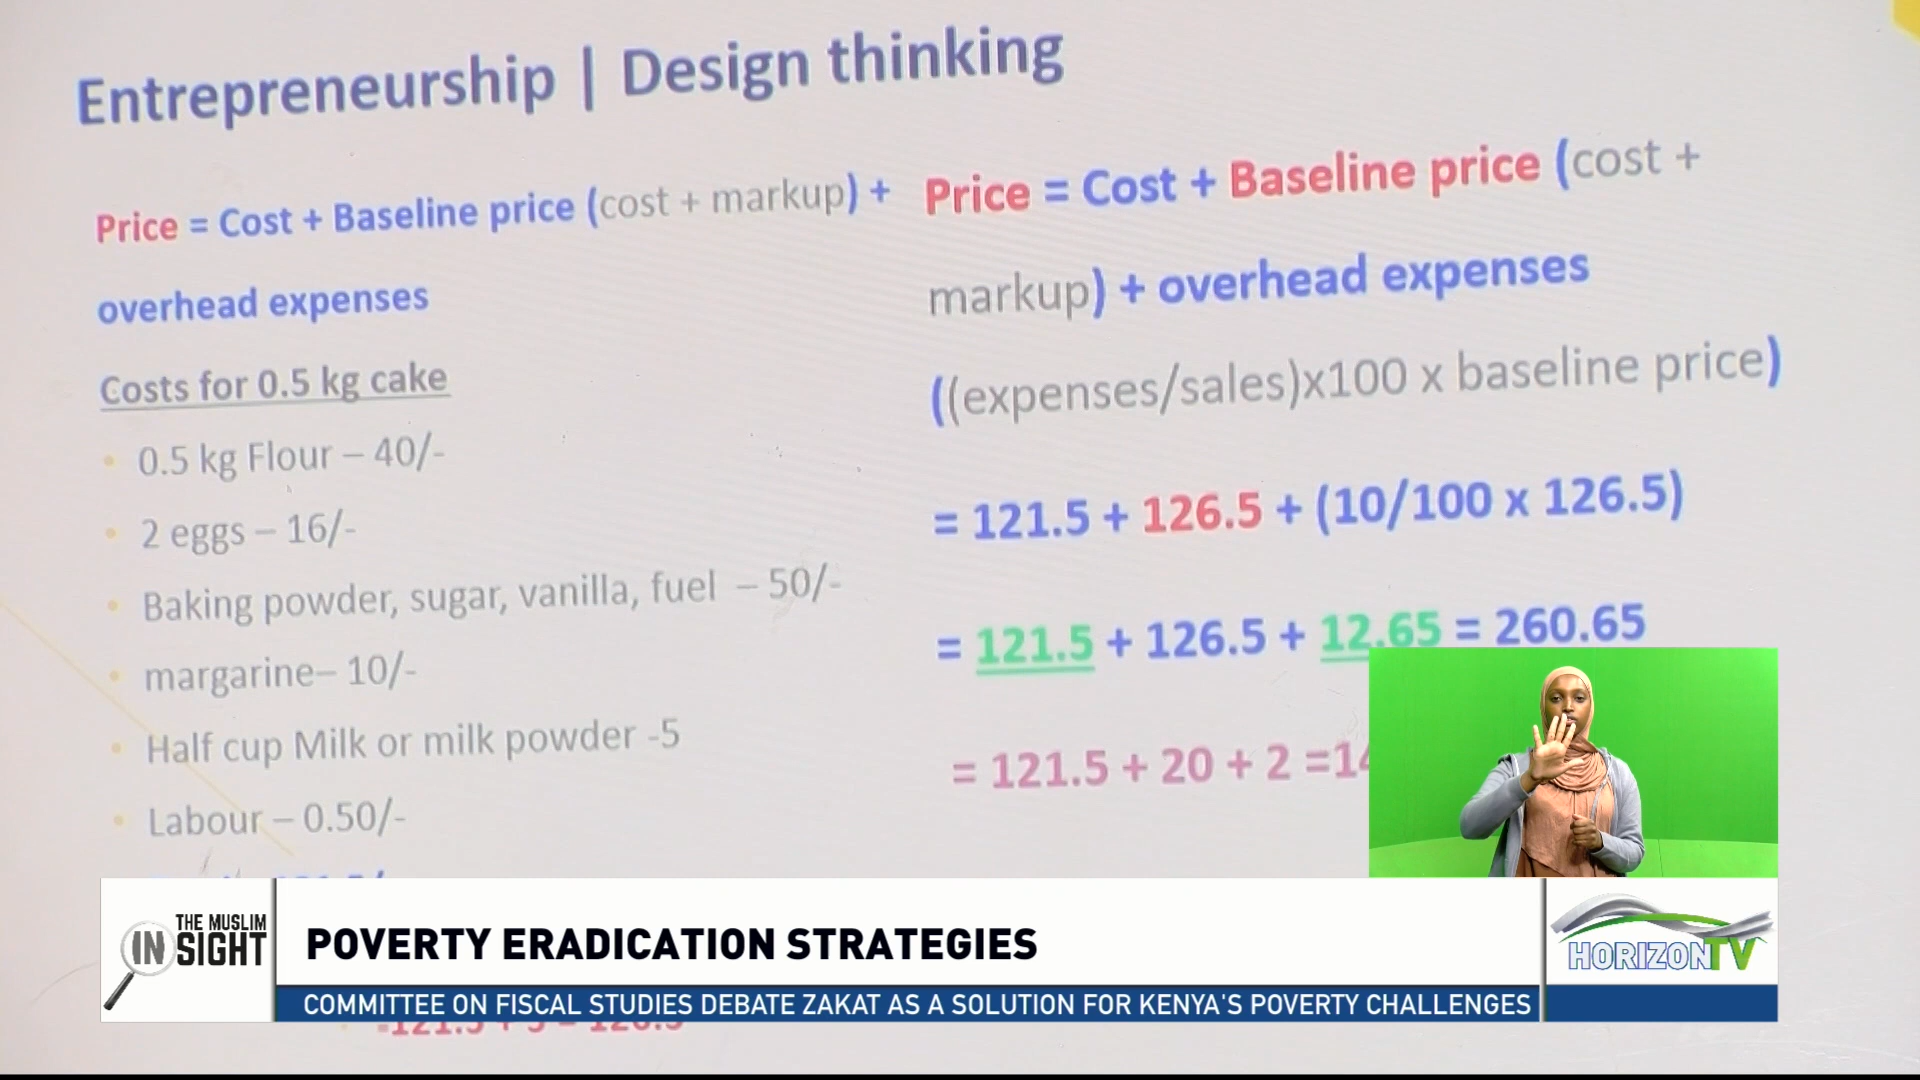 Entrepreneurship | Design thinking
Price = Cost + Baseline price (cost + markup) +
overhead expenses
Costs for 0.5 kg cake
• 0.5 kg Flour – 40/-
• 2 eggs – 16/-
• Baking powder, sugar, vanilla, fuel – 50/-
• margarine– 10/-
• Half cup Milk or milk powder -5
• Labour – 0.50/-
Price = Cost + Baseline price (cost +
markup) + overhead expenses
((expenses/sales)x100 x baseline price)
= 121.5 + 126.5 + (10/100 x 126.5)
= 121.5 + 126.5 + 12.65 = 260.65
= 121.5 + 20 + 2 =14
THE MUSLIM
INSIGHT
POVERTY ERADICATION STRATEGIES
COMMITTEE ON FISCAL STUDIES DEBATE ZAKAT AS A SOLUTION FOR KENYA'S POVERTY CHALLENGES
HORIZON TV